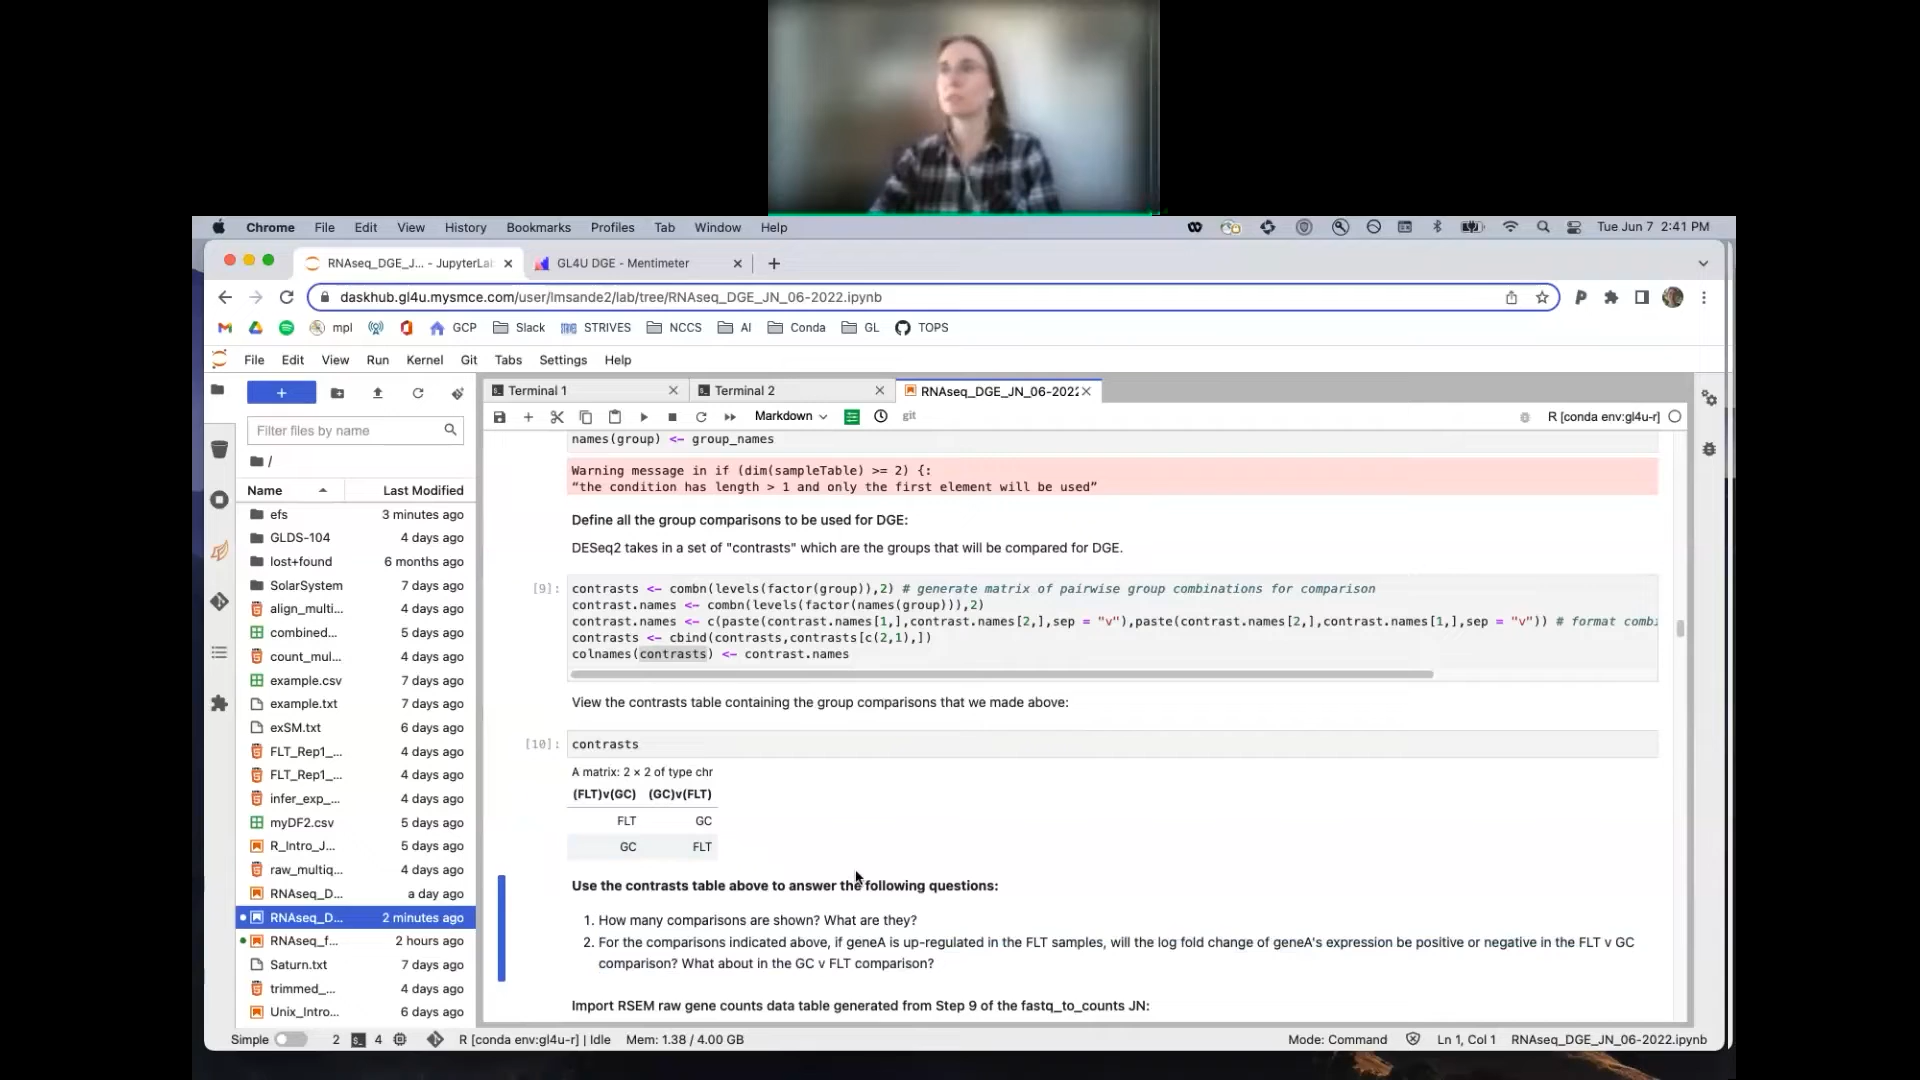 Chrome File Edit View History Bookmarks Profiles Tab Window Help Tue Jun 7 2:41 PM
RNAseq_DGE_J... - JupyterLa GL4U DGE - Mentimeter
daskhub.gl4u.mysmce.com/user/lmsande2/lab/tree/RNAseq_DGE_JN_06-2022.ipynb
mpl GCP Slack STRIVES NCCS AI Conda GL TOPS
File Edit View Run Kernel Git Tabs Settings Help
Terminal 1 Terminal 2 RNAseq_DGE_JN_06-2022
Markdown git R [conda env:gl4u-r]
Filter files by name
/
Name Last Modified
efs 3 minutes ago
GLDS-104 4 days ago
lost+found 6 months ago
SolarSystem 7 days ago
align_multi... 4 days ago
combined... 5 days ago
count_mul... 4 days ago
example.csv 7 days ago
example.txt 7 days ago
exSM.txt 6 days ago
FLT_Rep1_... 4 days ago
FLT_Rep1_... 4 days ago
infer_exp_... 4 days ago
myDF2.csv 5 days ago
R_Intro_J... 5 days ago
raw_multiq... 4 days ago
RNAseq_D... a day ago
RNAseq_D... 2 minutes ago
RNAseq_f... 2 hours ago
Saturn.txt 7 days ago
trimmed_... 4 days ago
Unix_Intro... 6 days ago
names(group) <- group_names
Warning message in if (dim(sampleTable) >= 2) {:
“the condition has length > 1 and only the first element will be used”
Define all the group comparisons to be used for DGE:
DESeq2 takes in a set of "contrasts" which are the groups that will be compared for DGE.
[9]: contrasts <- combn(levels(factor(group)),2) # generate matrix of pairwise group combinations for comparison
contrast.names <- combn(levels(factor(names(group))),2)
contrast.names <- c(paste(contrast.names[1,],contrast.names[2,],sep = "v"),paste(contrast.names[2,],contrast.names[1,],sep = "v")) # format combi
contrasts <- cbind(contrasts,contrasts[c(2,1),])
colnames(contrasts) <- contrast.names
View the contrasts table containing the group comparisons that we made above:
[10]: contrasts
A matrix: 2 × 2 of type chr
(FLT)v(GC) (GC)v(FLT)
FLT GC
GC FLT
Use the contrasts table above to answer the following questions:
1. How many comparisons are shown? What are they?
2. For the comparisons indicated above, if geneA is up-regulated in the FLT samples, will the log fold change of geneA's expression be positive or negative in the FLT v GC
comparison? What about in the GC v FLT comparison?
Import RSEM raw gene counts data table generated from Step 9 of the fastq_to_counts JN:
Simple 2 4 R [conda env:gl4u-r] | Idle Mem: 1.38 / 4.00 GB Mode: Command Ln 1, Col 1 RNAseq_DGE_JN_06-2022.ipynb